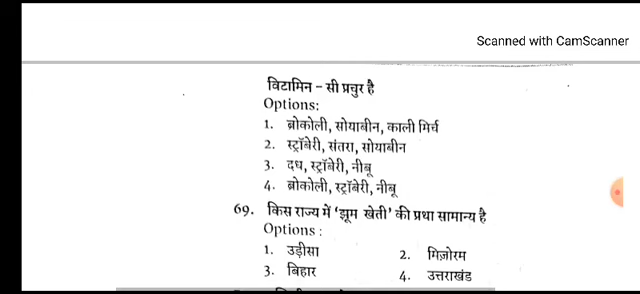 Scanned with CamScanner
विटामिन - सी प्रचुर है
Options:
1. ब्रोकोली, सोयाबीन, काली मिर्च
2. स्ट्रॉबेरी, संतरा, सोयाबीन
3. दध, स्ट्रॉबेरी, नीबू
4. ब्रोकोली, स्ट्रॉबेरी, नीबू
69. किस राज्य में 'झूम खेती' की प्रथा सामान्य है
Options :
1. उड़ीसा 2. मिज़ोरम
3. बिहार 4. उत्तराखंड